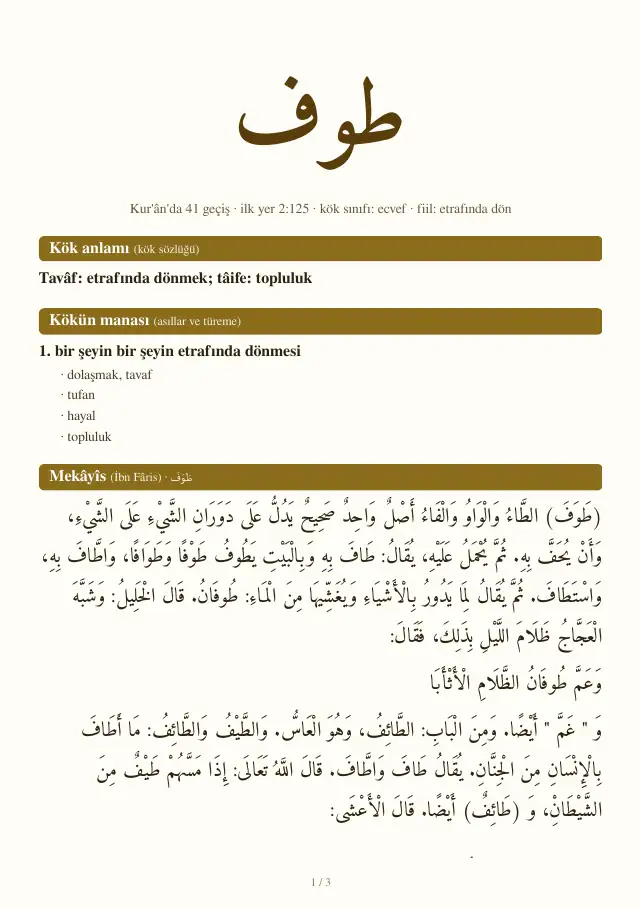 طوف
Kur'ân'da 41 geçiş · ilk yer 2:125 · kök sınıfı: ecvef · fiil: etrafında dön
Kök anlamı (kök sözlüğü)
Tavâf: etrafında dönmek; tâife: topluluk
Kökün manası (asıllar ve türeme)
1. bir şeyin bir şeyin etrafında dönmesi
· dolaşmak, tavaf
· tufan
· hayal
· topluluk
Mekâyîs (İbn Fâris) · طَوَفَ
(طَوَفَ) الطَّاءُ وَالْوَاوُ وَالْفَاءُ أَصْلٌ وَاحِدٌ صَحِيحٌ يَدُلُّ عَلَى دَوَرَانِ الشَّيْءِ عَلَى الشَّيْءِ،
وَأَنْ يُحَفَّ بِهِ. ثُمَّ يُحْمَلُ عَلَيْهِ، يُقَالُ: طَافَ بِهِ وَبِالْبَيْتِ يَطُوفُ طَوْفًا وَطَوَافًا، وَاطَّافَ بِهِ،
وَاسْتَطَافَ. ثُمَّ يُقَالُ لِمَا يَدُورُ بِالْأَشْيَاءِ وَيُغَشِّيهَا مِنَ الْمَاءِ: طُوفَانُ. قَالَ الْخَلِيلُ: وَشَبَّهَ
الْعَجَّاجُ ظَلَامَ اللَّيْلِ بِذَلِكَ، فَقَالَ:
وَعَمَّ طُوفَانُ الظَّلَامِ الْأَثْأَبَا
وَ " غَمَّ " أَيْضًا. وَمِنَ الْبَابِ: الطَّائِفُ، وَهُوَ الْعَاسُّ. وَالطَّيْفُ وَالطَّائِفُ: مَا أَطَافَ
بِالْإِنْسَانِ مِنَ الْجِنَّانِ. يُقَالُ طَافَ وَاطَّافَ. قَالَ اللَّهُ تَعَالَى: إِذَا مَسَّهُمْ طَيْفٌ مِنَ
الشَّيْطَانِ، وَ (طَائِفٌ) أَيْضًا. قَالَ الْأَعْشَى:
1 / 3